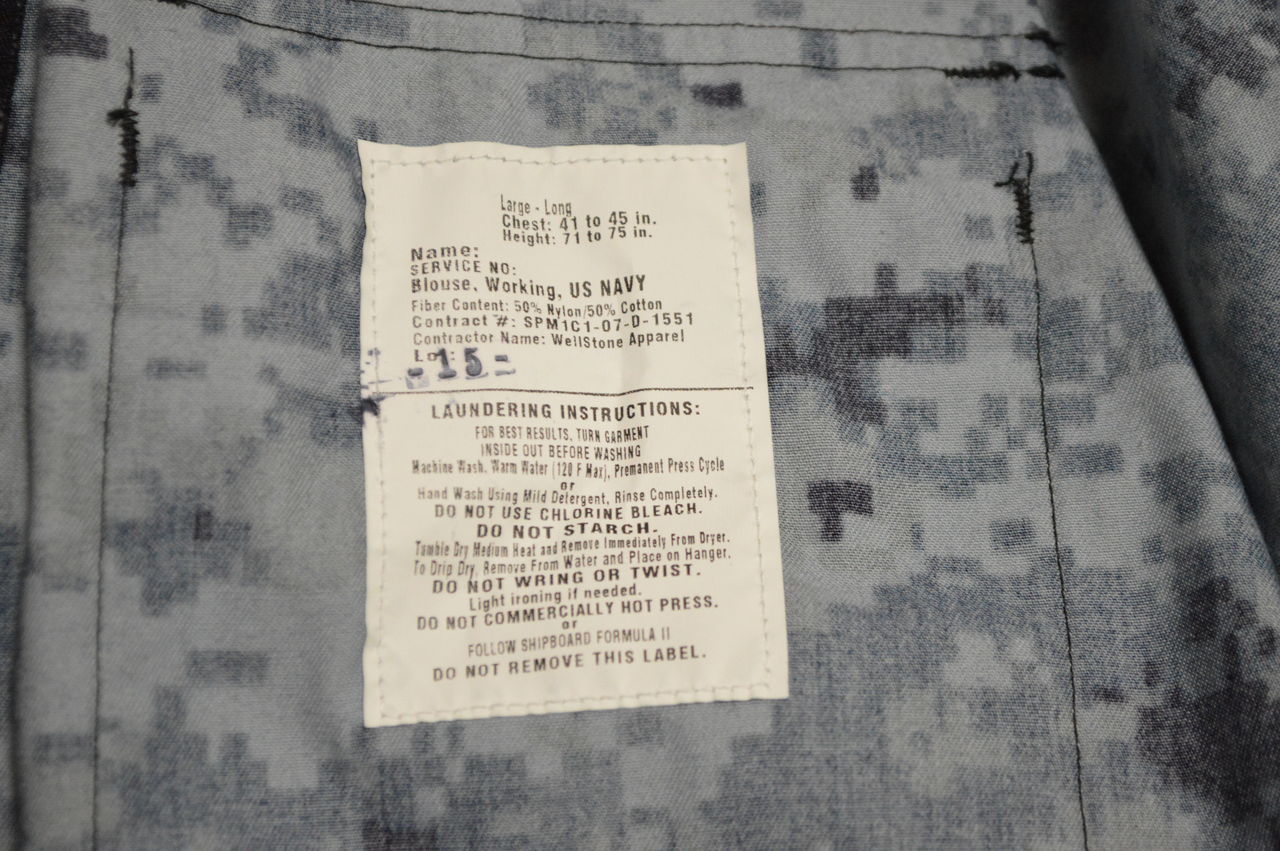 Large - Long
Chest: 41 to 45 in.
Height: 71 to 75 in.
Name:
SERVICE NO:
Blouse, Working, US NAVY
Fiber Content: 50% Nylon/50% Cotton
Contract #: SPM1C1-07-D-1551
Contractor Name: WellStone Apparel
Lot:
-15-
LAUNDERING INSTRUCTIONS:
FOR BEST RESULTS, TURN GARMENT
INSIDE OUT BEFORE WASHING
Machine Wash. Warm Water (120 F Max), Premanent Press Cycle
or
Hand Wash Using Mild Detergent, Rinse Completely.
DO NOT USE CHLORINE BLEACH.
DO NOT STARCH.
Tumble Dry Medium Heat and Remove Immediately From Dryer.
To Drip Dry, Remove From Water and Place on Hanger.
DO NOT WRING OR TWIST.
Light ironing if needed.
DO NOT COMMERCIALLY HOT PRESS.
or
FOLLOW SHIPBOARD FORMULA II
DO NOT REMOVE THIS LABEL.